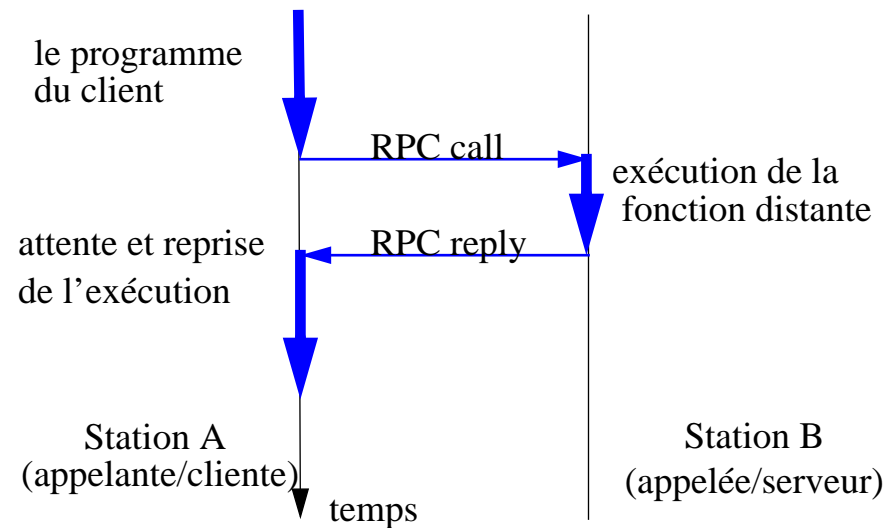 le programme
du client
RPC call
exécution de la
fonction distante
attente et reprise
de l’exécution
RPC reply
Station A
(appelante/cliente)
Station B
(appelée/serveur)
temps